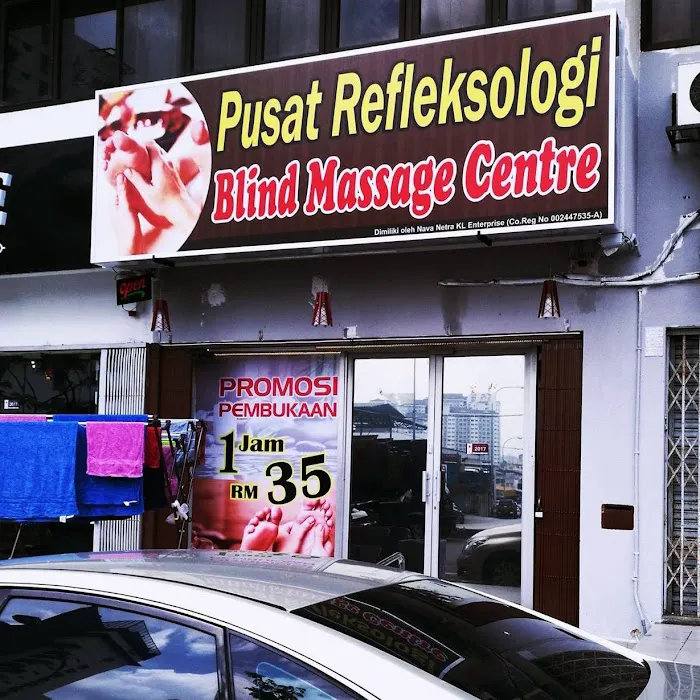 Pusat Refleksologi
Blind Massage Centre
Dimiliki oleh Nava Netra KL Enterprise (Co.Reg No 002447535-A)
Open
PROMOSI
PEMBUKAAN
1 Jam
RM 35
2017